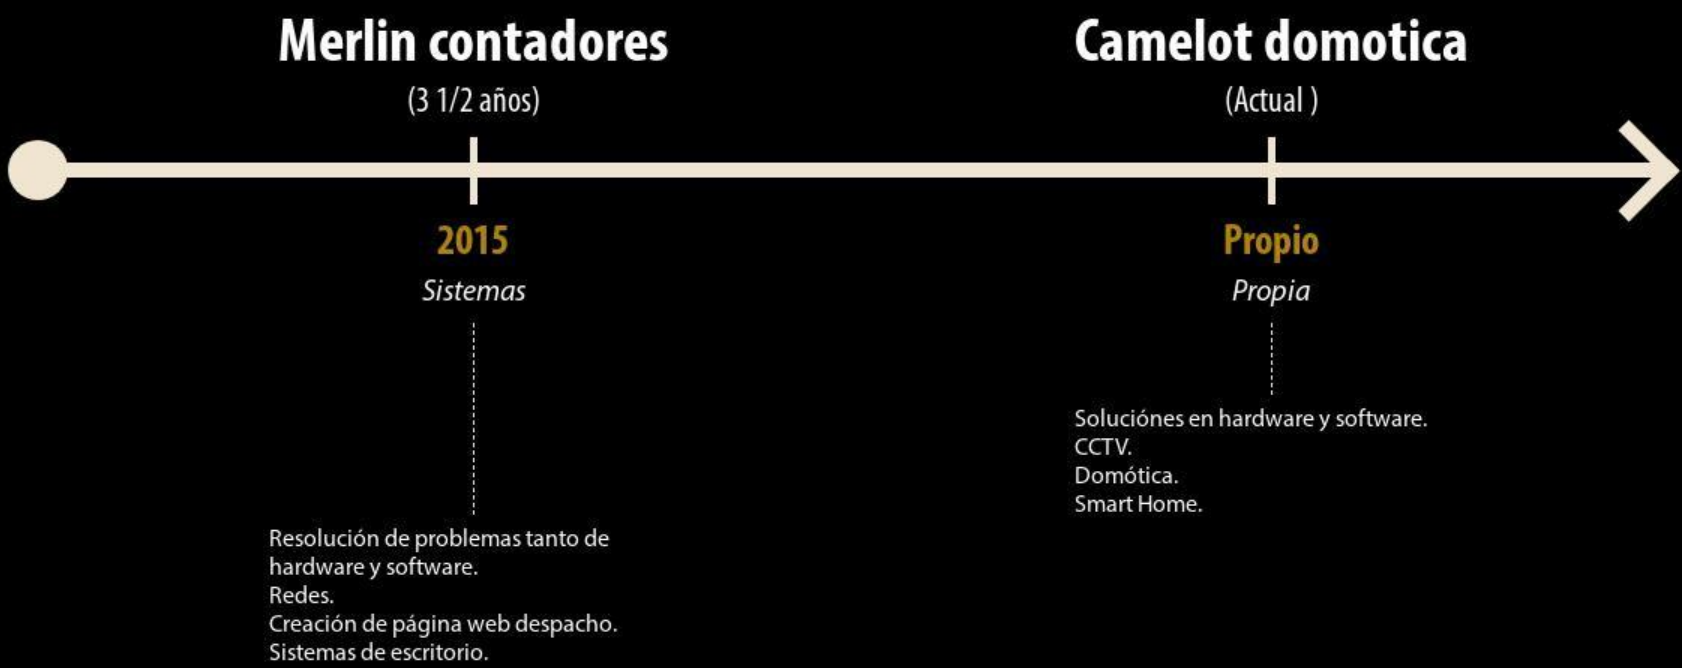 Merlin contadores
(3 1/2 años)
2015
Sistemas
Resolución de problemas tanto de
hardware y software.
Redes.
Creación de página web despacho.
Sistemas de escritorio.
Camelot domotica
(Actual )
Propio
Propia
Soluciónes en hardware y software.
CCTV.
Domótica.
Smart Home.